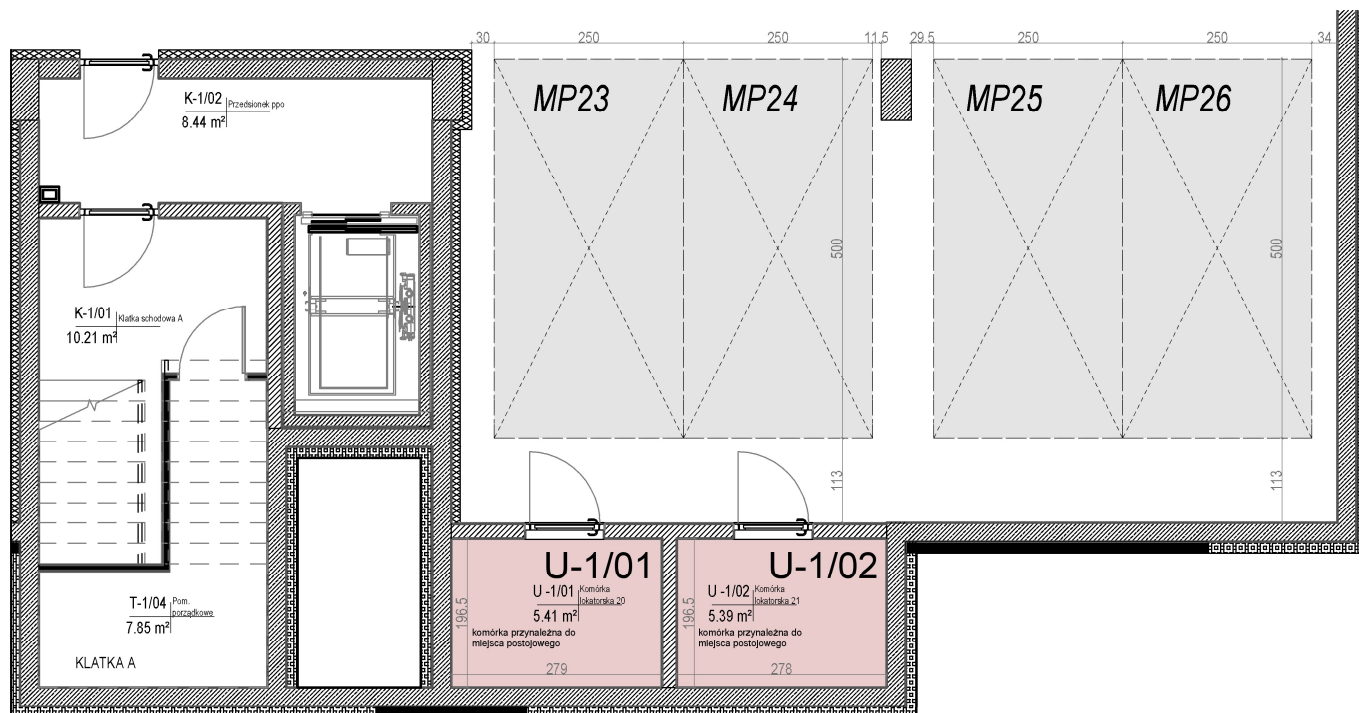 30 250 250 11.5 29.5 250 250 34
MP23 MP24 MP25 MP26
K-1/02 Przedsionek ppo
8.44 m²
500 500
K-1/01 Klatka schodowa A
10.21 m²
113 113
U-1/01 U-1/02
U -1/01 Komórka
lokatorska 20
5.41 m²
komórka przynależna do
miejsca postojowego
196.5
279
U -1/02 Komórka
lokatorska 21
5.39 m²
komórka przynależna do
miejsca postojowego
196.5
278
T-1/04 Pom.
porządkowe
7.85 m²
KLATKA A